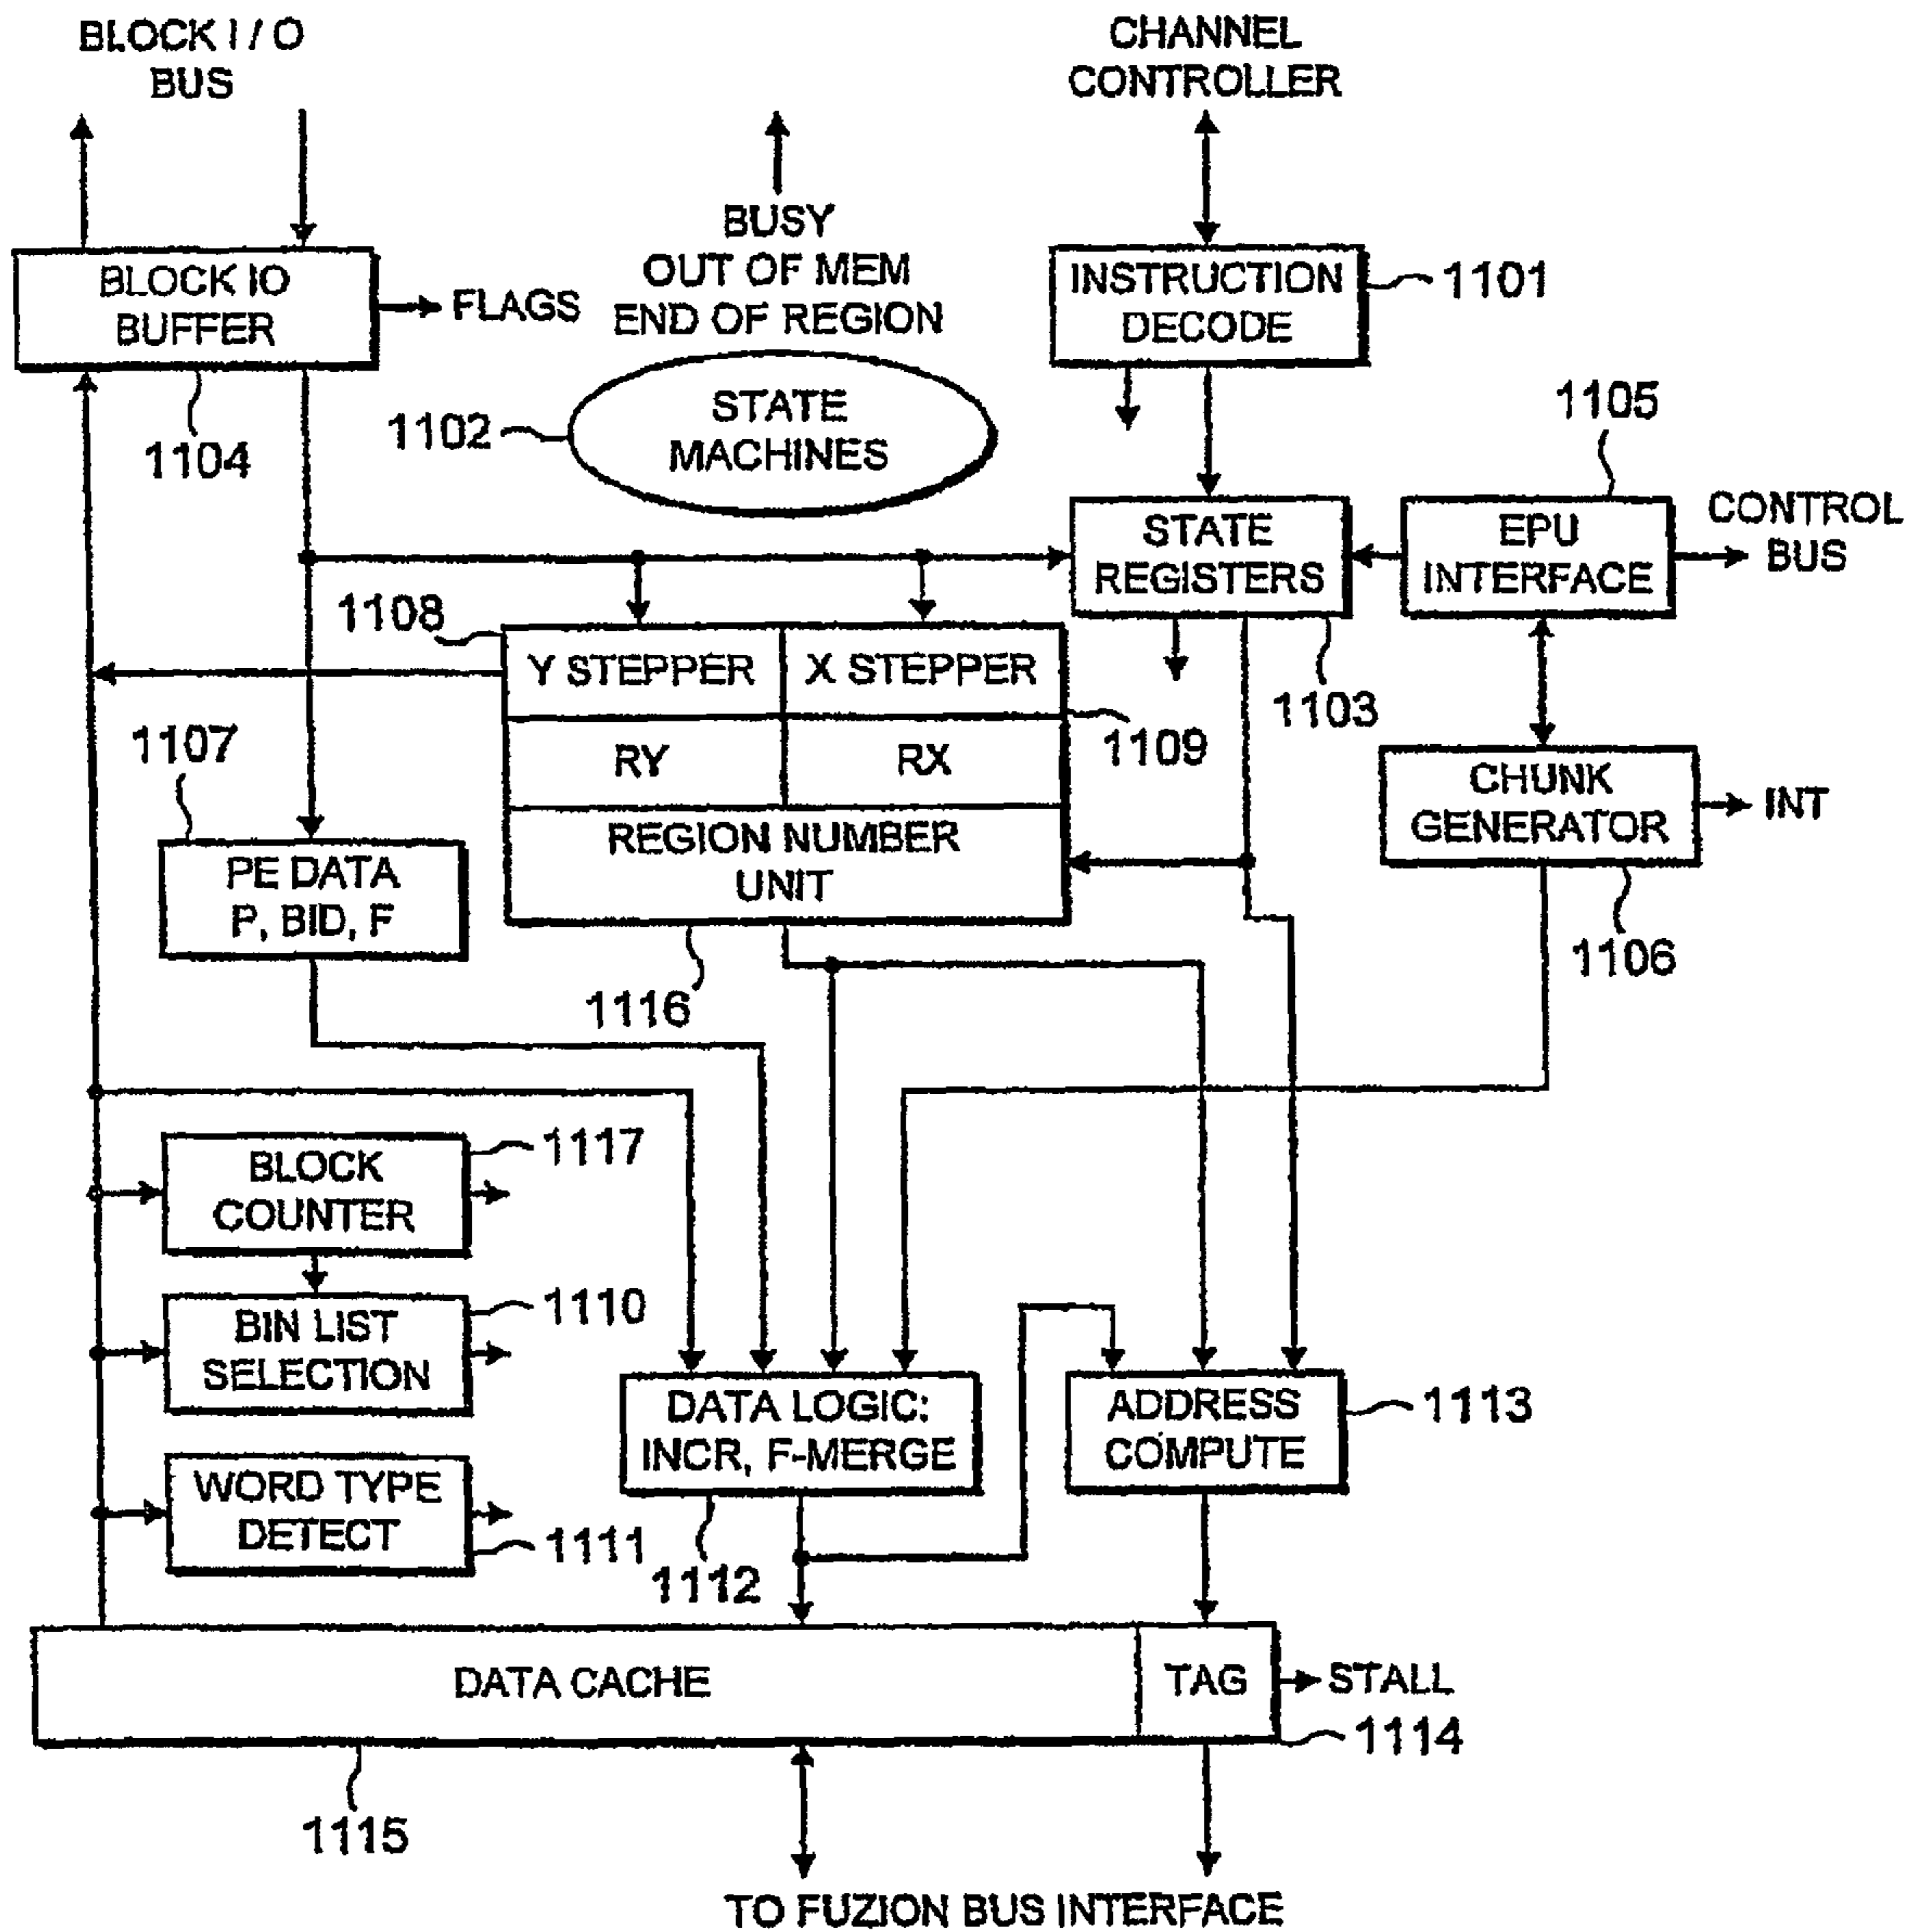 BLOCK I / O
BUS
CHANNEL
CONTROLLER
BUSY
OUT OF MEM
END OF REGION
BLOCK IO
BUFFER
FLAGS
INSTRUCTION
DECODE
1101
1104
1102
STATE
MACHINES
1105
STATE
REGISTERS
EPU
INTERFACE
CONTROL
BUS
1108
Y STEPPER
X STEPPER
1103
1109
RY
RX
1107
CHUNK
GENERATOR
INT
REGION NUMBER
UNIT
PE DATA
P, BID, F
1106
1116
BLOCK
COUNTER
1117
BIN LIST
SELECTION
1110
DATA LOGIC:
INCR, F-MERGE
ADDRESS
COMPUTE
1113
WORD TYPE
DETECT
1111
1112
DATA CACHE
TAG
STALL
1114
1115
TO FUZION BUS INTERFACE